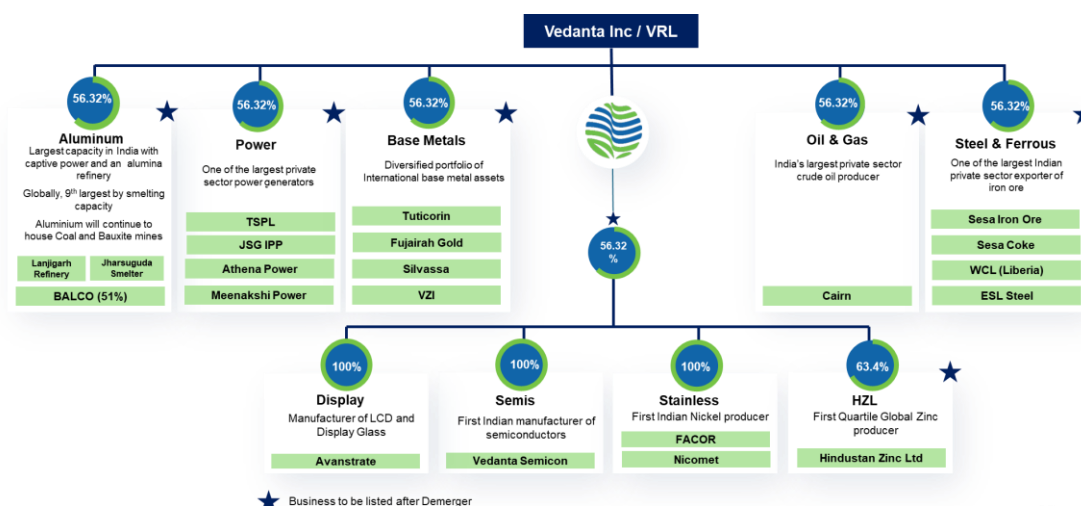 Vedanta Inc / VRL
56.32%
Aluminum
Largest capacity in India with
captive power and an alumina
refinery
Globally, 9th largest by smelting
capacity
Aluminium will continue to
house Coal and Bauxite mines
Lanjigarh
Refinery
Jharsuguda
Smelter
BALCO (51%)
56.32%
Power
One of the largest private
sector power generators
TSPL
JSG IPP
Athena Power
Meenakshi Power
56.32%
Base Metals
Diversified portfolio of
International base metal assets
Tuticorin
Fujairah Gold
Silvassa
VZI
56.32
%
56.32%
Oil & Gas
India's largest private sector
crude oil producer
Cairn
56.32%
Steel & Ferrous
One of the largest Indian
private sector exporter of
iron ore
Sesa Iron Ore
Sesa Coke
WCL (Liberia)
ESL Steel
100%
Display
Manufacturer of LCD and
Display Glass
Avanstrate
100%
Semis
First Indian manufacturer of
semiconductors
Vedanta Semicon
100%
Stainless
First Indian Nickel producer
FACOR
Nicomet
63.4%
HZL
First Quartile Global Zinc
producer
Hindustan Zinc Ltd
Business to be listed after Demerger